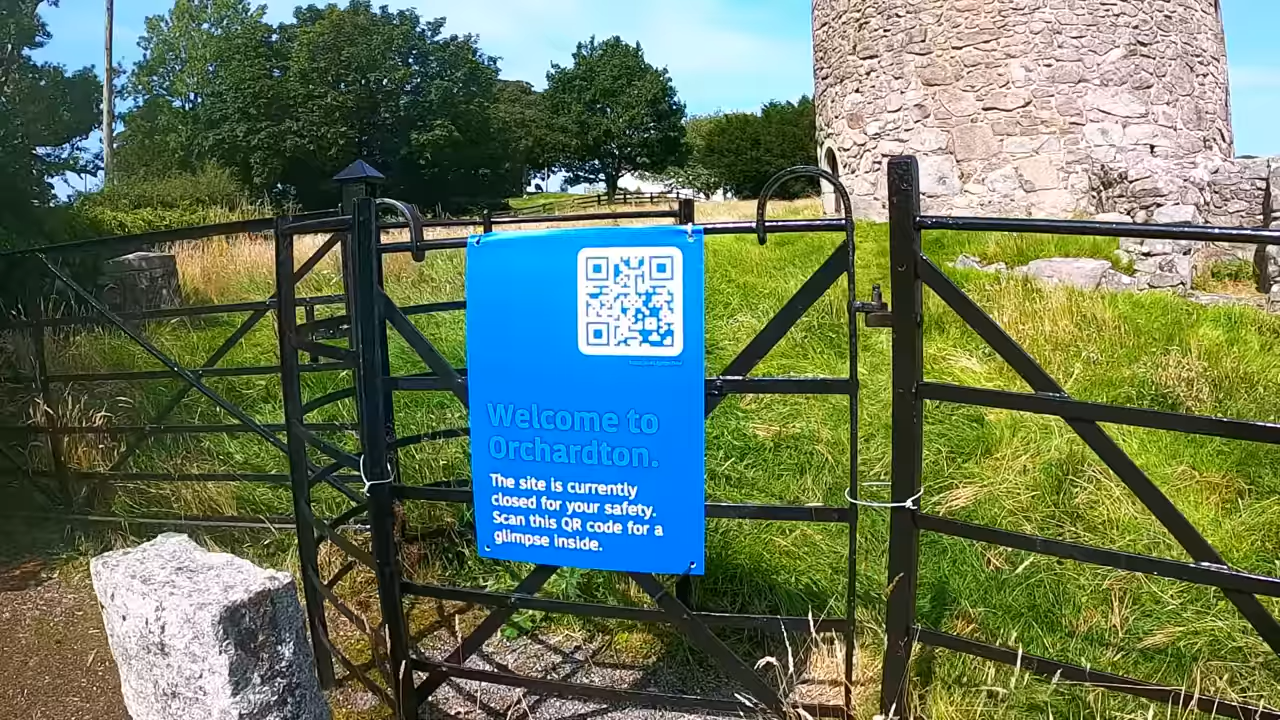 Welcome to
Orchardton.
The site is currently
closed for your safety.
Scan this QR code for a
glimpse inside.